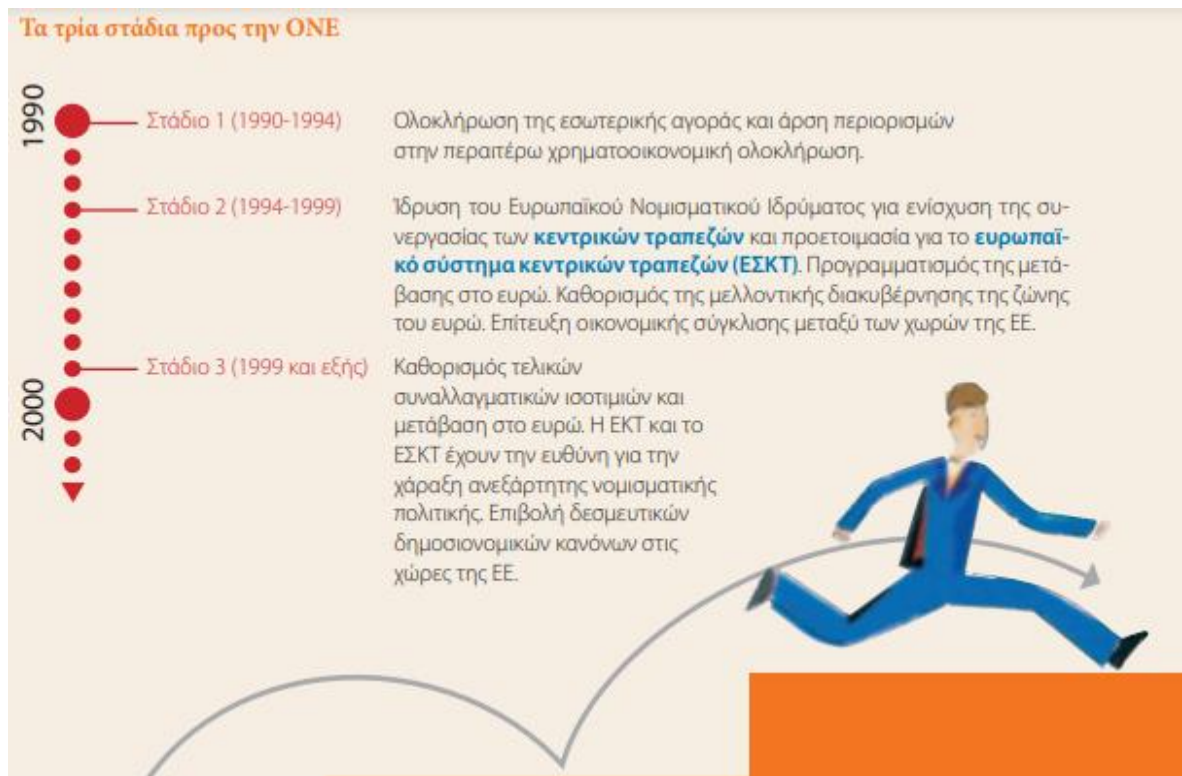 Τα τρία στάδια προς την ΟΝΕ
1990
Στάδιο 1 (1990-1994)
Ολοκλήρωση της εσωτερικής αγοράς και άρση περιορισμών
στην περαιτέρω χρηματοοικονομική ολοκλήρωση.
Στάδιο 2 (1994-1999)
Ίδρυση του Ευρωπαϊκού Νομισματικού Ιδρύματος για ενίσχυση της συ-
νεργασίας των κεντρικών τραπεζών και προετοιμασία για το ευρωπαϊ-
κό σύστημα κεντρικών τραπεζών (ΕΣΚΤ). Προγραμματισμός της μετά-
βασης στο ευρώ. Καθορισμός της μελλοντικής διακυβέρνησης της ζώνης
του ευρώ. Επίτευξη οικονομικής σύγκλισης μεταξύ των χωρών της ΕΕ.
Στάδιο 3 (1999 και εξής)
Καθορισμός τελικών
συναλλαγματικών ισοτιμιών και
μετάβαση στο ευρώ. Η ΕΚΤ και το
ΕΣΚΤ έχουν την ευθύνη για την
χάραξη ανεξάρτητης νομισματικής
πολιτικής. Επιβολή δεσμευτικών
δημοσιονομικών κανόνων στις
χώρες της ΕΕ.
2000